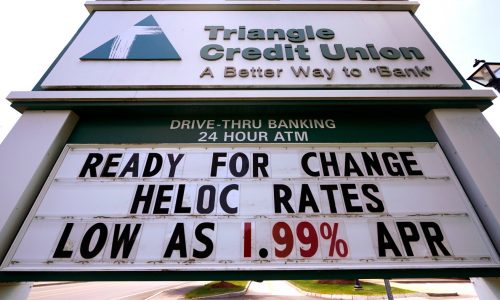 Triangle
Credit Union
A Better Way to "Bank"
DRIVE-THRU BANKING
24 HOUR ATM
READY FOR CHANGE
HELOC RATES
LOW AS 1.99% APR